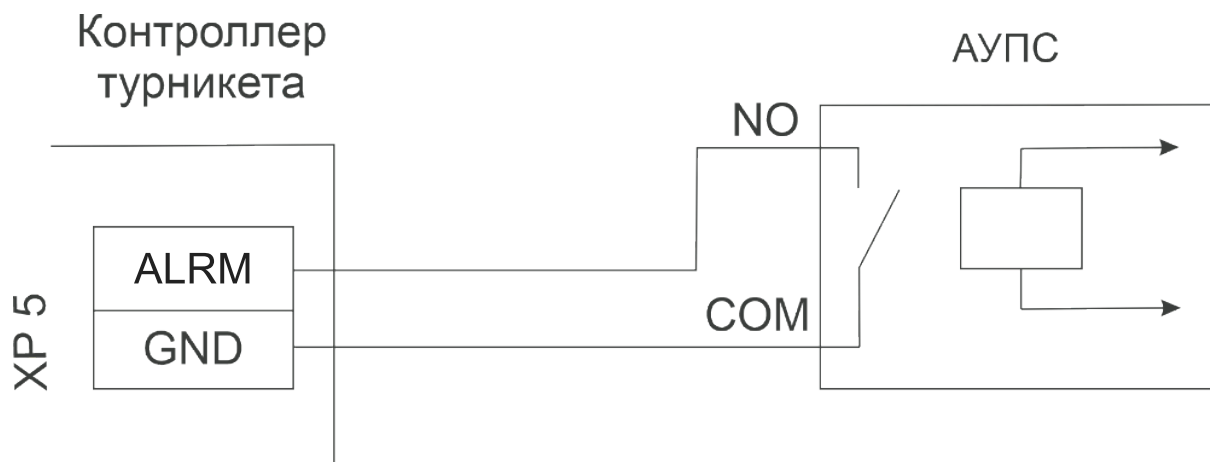 Контроллер
турникета
АУПС
NO
ALRM
COM
GND
XP 5